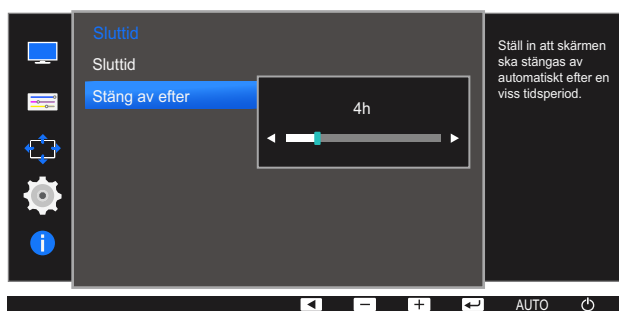 Sluttid
Sluttid
Stäng av efter
4h
Ställ in att skärmen
ska stängas av
automatiskt efter en
viss tidsperiod.
AUTO